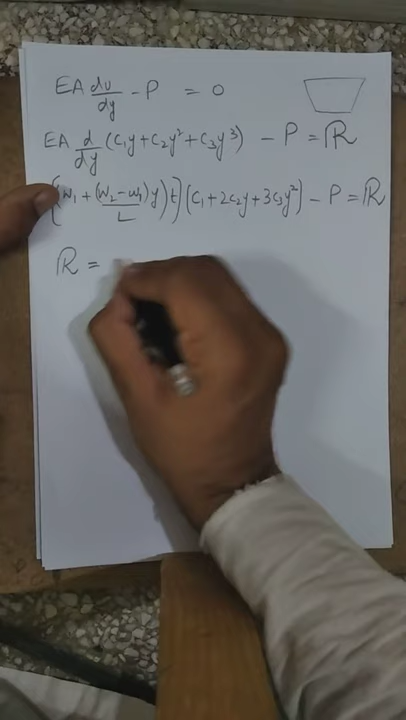 EA du/dy - P = 0
EA d/dy (c₁y + c₂y² + c₃y³) - P = ℝ
[(w₁ + (w₂ - w₁)/L y) t] [c₁ + 2c₂y + 3c₃y²] - P = ℝ
ℝ =